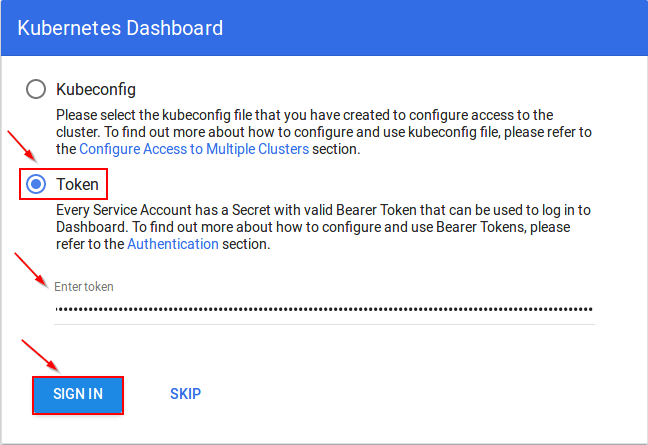 Kubernetes Dashboard
Kubeconfig
Please select the kubeconfig file that you have created to configure access to the
cluster. To find out more about how to configure and use kubeconfig file, please refer to
the Configure Access to Multiple Clusters section.
Token
Every Service Account has a Secret with valid Bearer Token that can be used to log in to
Dashboard. To find out more about how to configure and use Bearer Tokens, please
refer to the Authentication section.
Enter token
SIGN IN SKIP